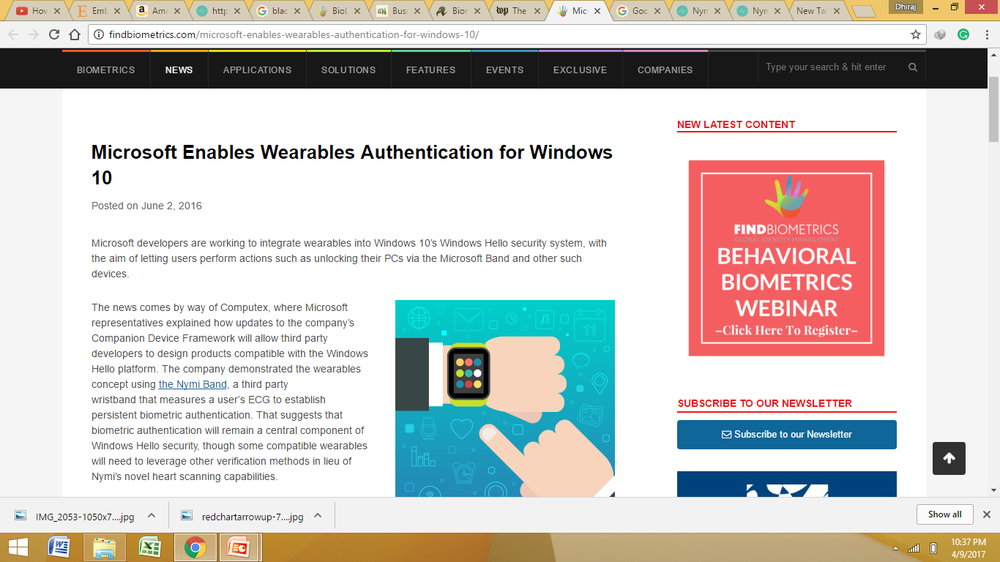 How
Emb
Ama
http
blac
BioL
Busi
Bior
The
Mic
Goo
Nym
Nym
New Ta
Dhiraj
findbiometrics.com/microsoft-enables-wearables-authentication-for-windows-10/
BIOMETRICS
NEWS
APPLICATIONS
SOLUTIONS
FEATURES
EVENTS
EXCLUSIVE
COMPANIES
Type your search & hit enter
Microsoft Enables Wearables Authentication for Windows
10
Posted on June 2, 2016
Microsoft developers are working to integrate wearables into Windows 10’s Windows Hello security system, with
the aim of letting users perform actions such as unlocking their PCs via the Microsoft Band and other such
devices.
The news comes by way of Computex, where Microsoft
representatives explained how updates to the company’s
Companion Device Framework will allow third party
developers to design products compatible with the Windows
Hello platform. The company demonstrated the wearables
concept using the Nymi Band, a third party
wristband that measures a user’s ECG to establish
persistent biometric authentication. That suggests that
biometric authentication will remain a central component of
Windows Hello security, though some compatible wearables
will need to leverage other verification methods in lieu of
Nymi’s novel heart scanning capabilities.
11
NEW LATEST CONTENT
FINDBIOMETRICS
GLOBAL IDENTITY MANAGEMENT
BEHAVIORAL
BIOMETRICS
WEBINAR
–Click Here To Register–
SUBSCRIBE TO OUR NEWSLETTER
Subscribe to our Newsletter
IMG_2053-1050x7....jpg
redchartarrowup-7....jpg
Show all
10:37 PM
4/9/2017